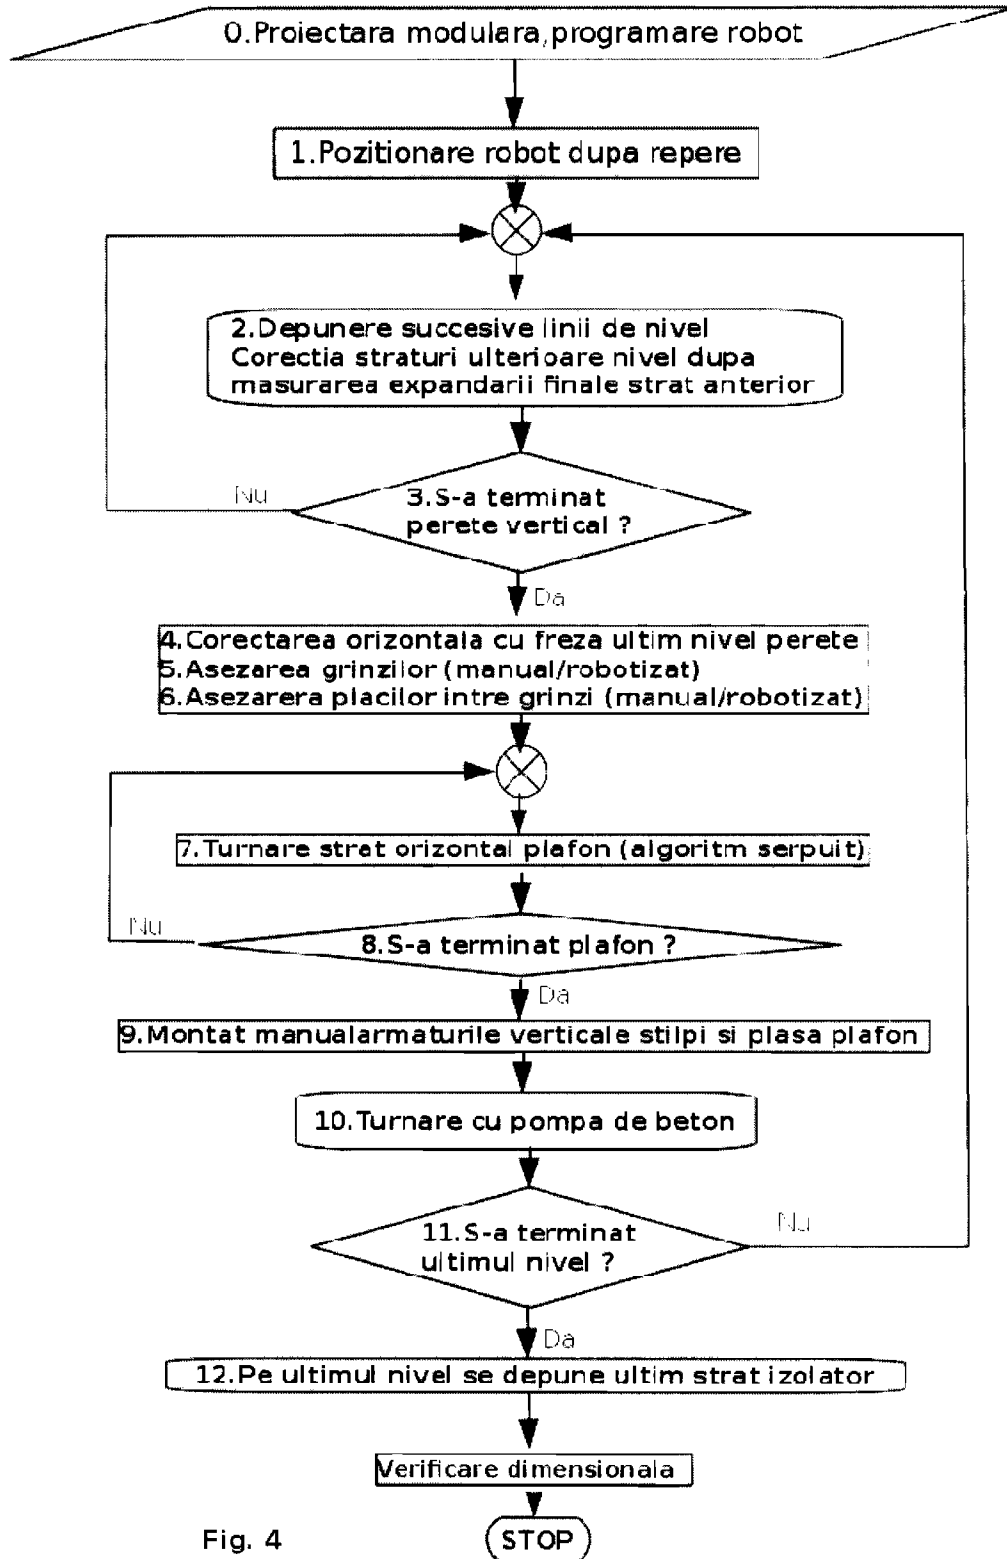 0.Proiectara modulara,programare robot
1.Pozitionare robot dupa repere
2.Depunere succesive linii de nivel
Corectia straturi ulterioare nivel dupa
masurarea expandarii finale strat anterior
Nu
3.S-a terminat
perete vertical ?
Da
4.Corectarea orizontala cu freza ultim nivel perete
5.Asezarea grinzilor (manual/robotizat)
6.Asezarera placilor intre grinzi (manual/robotizat)
7.Turnare strat orizontal plafon (algoritm serpuit)
Nu
8.S-a terminat plafon ?
Da
9.Montat manualarmaturile verticale stilpi si plasa plafon
10.Turnare cu pompa de beton
11.S-a terminat
ultimul nivel ?
Nu
Da
12.Pe ultimul nivel se depune ultim strat izolator
Verificare dimensionala
Fig. 4
STOP